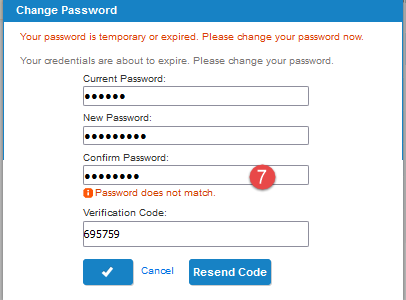 Change Password
Your password is temporary or expired. Please change your password now.
Your credentials are about to expire. Please change your password.
Current Password:
••••••
New Password:
•••••••••
Confirm Password:
•••••••• 7
Password does not match.
Verification Code:
695759
Cancel Resend Code